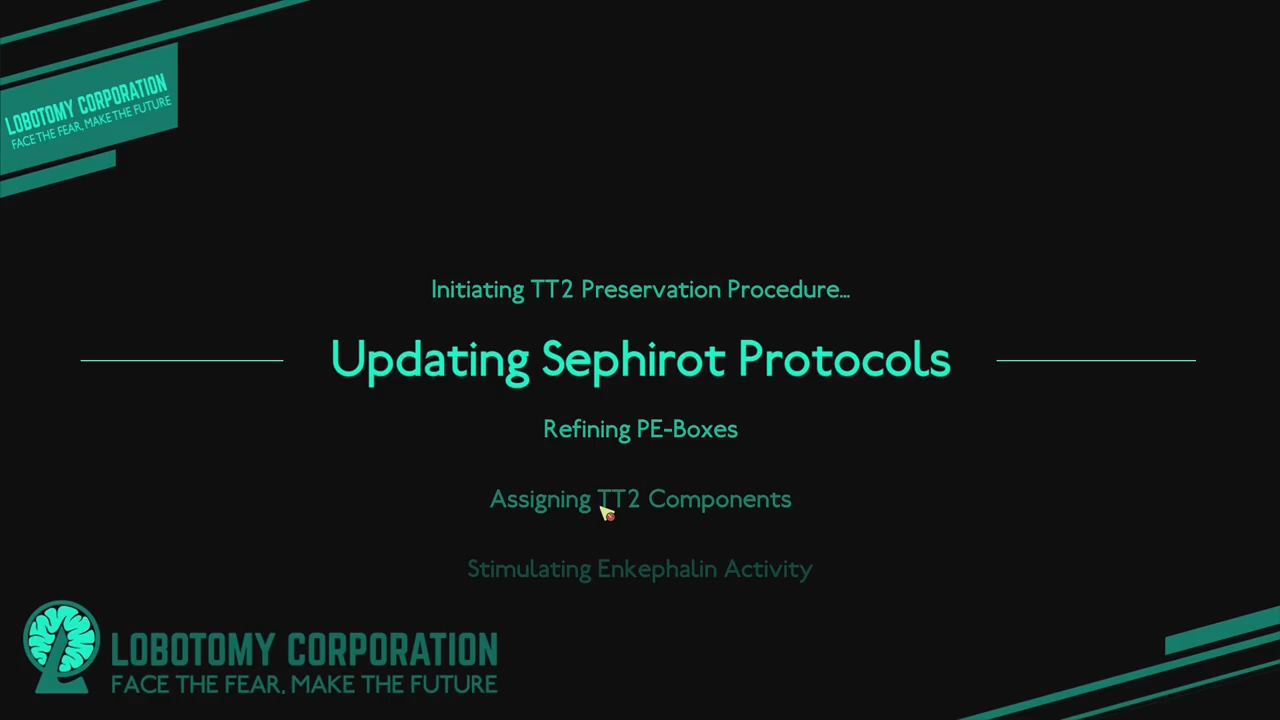 LOBOTOMY CORPORATION
FACE THE FEAR, MAKE THE FUTURE
Initiating TT2 Preservation Procedure...
Updating Sephirot Protocols
Refining PE-Boxes
Assigning TT2 Components
Stimulating Enkephalin Activity
LOBOTOMY CORPORATION
FACE THE FEAR, MAKE THE FUTURE